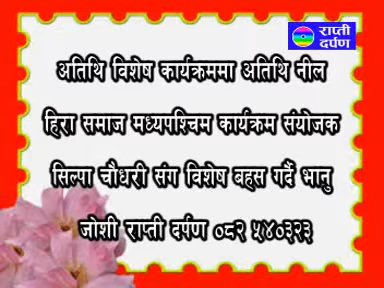 राप्ती
दर्पण
अतिथि विशेष कार्यक्रममा अतिथि नील
हिरा समाज मध्यपश्चिम कार्यक्रम संयोजक
सिल्पा चौधरी संग विशेष बहस गर्दै भानु
जोशी राप्ती दर्पण ०८२ ५४०३२३